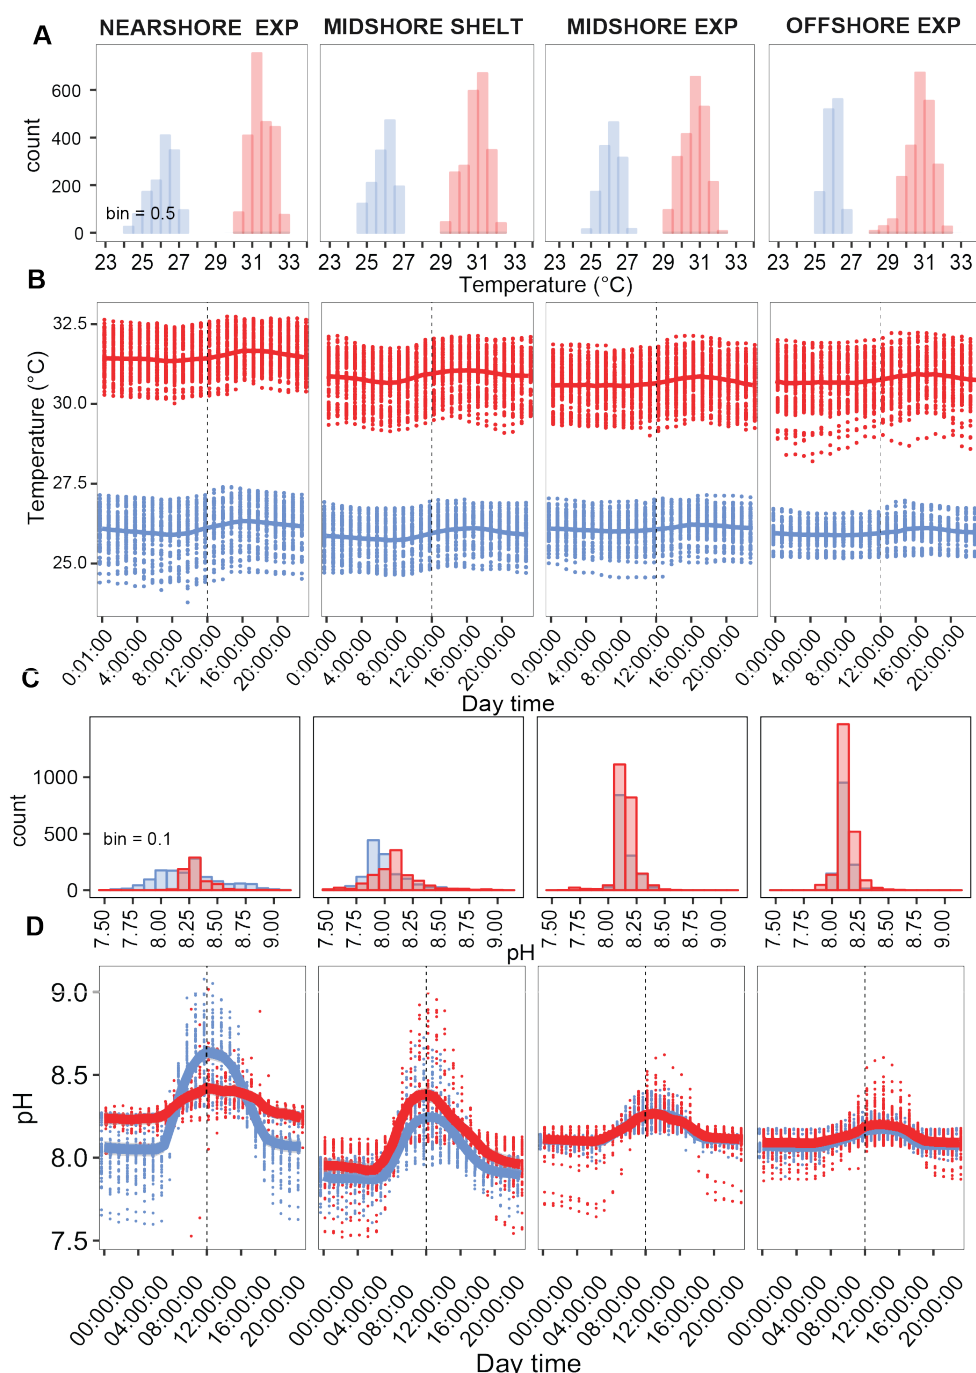 A
NEARSHORE EXP MIDSHORE SHELT MIDSHORE EXP OFFSHORE EXP
count
600
400
200
0
bin = 0.5
23 25 27 29 31 33 23 25 27 29 31 33 23 25 27 29 31 33 23 25 27 29 31 33
Temperature (°C)
B
Temperature (°C)
32.5
30.0
27.5
25.0
0:01:00 4:00:00 8:00:00 12:00:00 16:00:00 20:00:00 0:00:00 4:00:00 8:00:00 12:00:00 16:00:00 20:00:00 0:00:00 4:00:00 8:00:00 12:00:00 16:00:00 20:00:00 0:00:00 4:00:00 8:00:00 12:00:00 16:00:00 20:00:00
Day time
C
count
1000
500
0
bin = 0.1
7.50 7.75 8.00 8.25 8.50 8.75 9.00 7.50 7.75 8.00 8.25 8.50 8.75 9.00 7.50 7.75 8.00 8.25 8.50 8.75 9.00 7.50 7.75 8.00 8.25 8.50 8.75 9.00
pH
D
pH
9.0
8.5
8.0
7.5
00:00:00 04:00:00 08:00:00 12:00:00 16:00:00 20:00:00 00:00:00 04:00:00 08:00:00 12:00:00 16:00:00 20:00:00 00:00:00 04:00:00 08:00:00 12:00:00 16:00:00 20:00:00 00:00:00 04:00:00 08:00:00 12:00:00 16:00:00 20:00:00
Day time